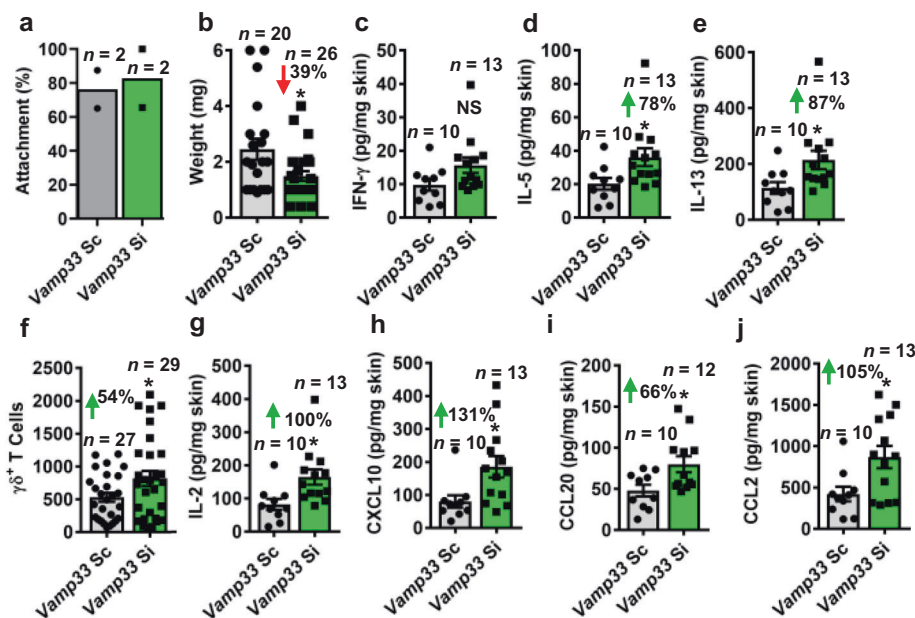 a
n = 2
n = 2
Attachment (%)
100
80
60
40
20
0
Vamp33 Sc
Vamp33 Si
b
n = 20
n = 26
39%
*
Weight (mg)
6
4
2
0
Vamp33 Sc
Vamp33 Si
c
n = 13
NS
n = 10
IFN-γ (pg/mg skin)
50
40
30
20
10
0
Vamp33 Sc
Vamp33 Si
d
n = 13
78%
n = 10
*
IL-5 (pg/mg skin)
100
80
60
40
20
0
Vamp33 Sc
Vamp33 Si
e
n = 13
87%
n = 10
*
IL-13 (pg/mg skin)
600
400
200
0
Vamp33 Sc
Vamp33 Si
f
n = 29
*
54%
n = 27
γδ+ T Cells
2500
2000
1500
1000
500
0
Vamp33 Sc
Vamp33 Si
g
n = 13
100%
n = 10
*
IL-2 (pg/mg skin)
500
400
300
200
100
0
Vamp33 Sc
Vamp33 Si
h
n = 13
131%
*
n = 10
CXCL10 (pg/mg skin)
500
400
300
200
100
0
Vamp33 Sc
Vamp33 Si
i
n = 12
66%
*
n = 10
CCL20 (pg/mg skin)
200
150
100
50
0
Vamp33 Sc
Vamp33 Si
j
n = 13
105%
*
n = 10
CCL2 (pg/mg skin)
2000
1500
1000
500
0
Vamp33 Sc
Vamp33 Si